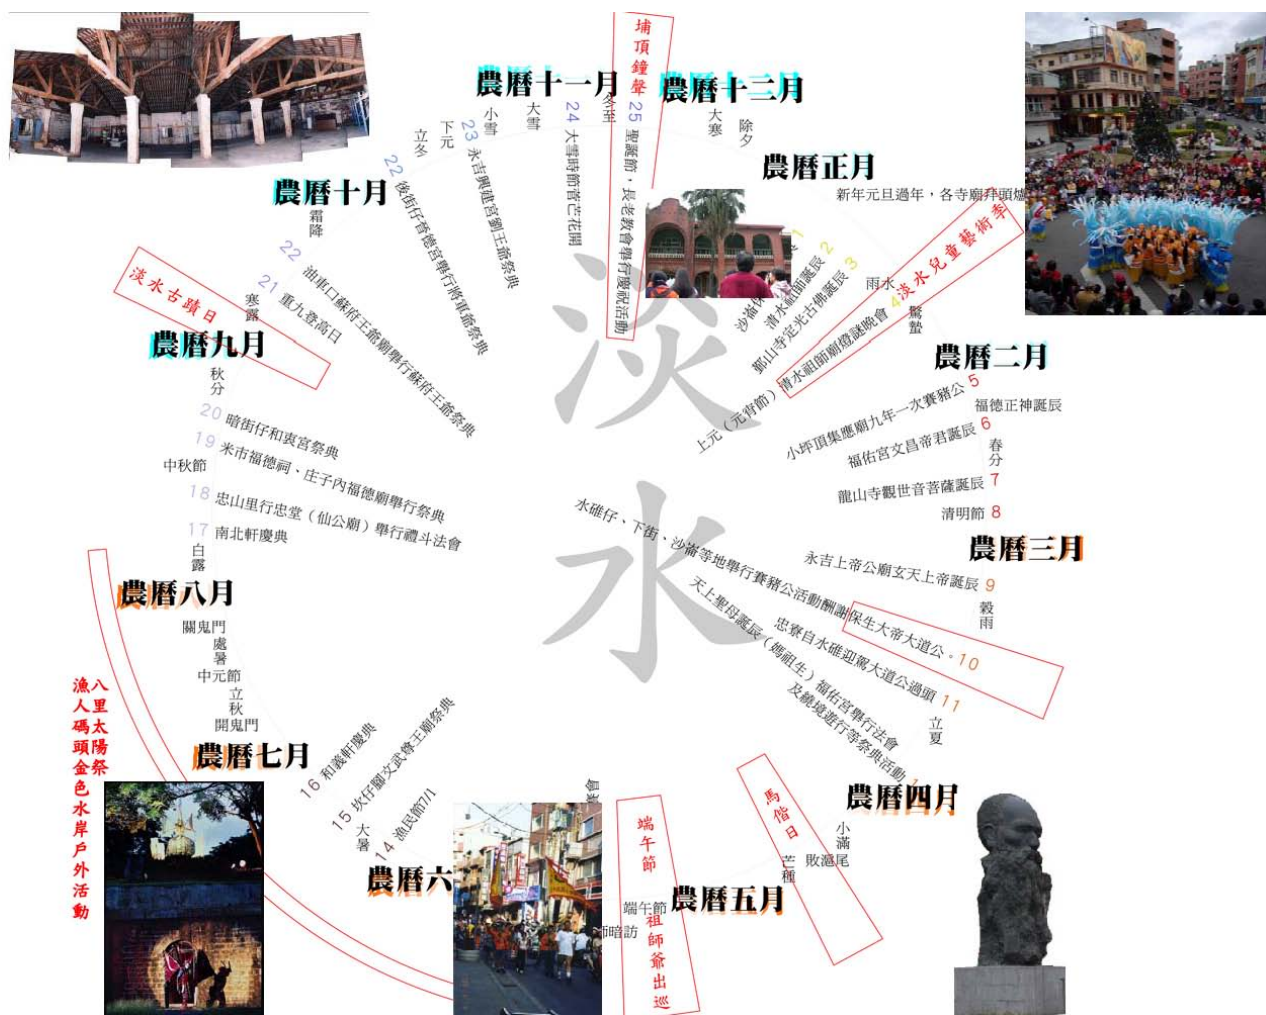 埔頂鐘聲
農曆十一月
冬至
農曆十二月
大寒
除夕
大雪
小雪
下元
立冬
25 聖誕節，長老教會舉行慶祝活動
24 大雪時節菅芒花開
23 永吉興建宮劉王爺祭典
22
農曆十月
霜降
22 油車口蘇府王爺廟舉行蘇府王爺祭典
21 重九登高日
寒露
淡水古蹟日
農曆九月
秋分
20 暗街仔和衷宮祭典
19 米市福德祠、庄子內福德廟舉行祭典
中秋節
18 忠山里行忠堂（仙公廟）舉行禮斗法會
17 南北軒慶典
白露
農曆八月
關鬼門
處暑
中元節
立秋
開鬼門
農曆七月
八里太陽祭
漁人碼頭金色水岸戶外活動
16 和義軒慶典
15 坎仔腳文武尊王廟祭典
大暑
14 漁民節7/1
農曆六
端午節
端午節
祖師爺出巡
師暗訪
農曆五月
馬偕日
芒種
敗滬尾
小滿
農曆四月
立夏
天上聖母誕辰（媽祖生）福佑宮舉行法會
及繞境遊行等祭典活動
忠寮自水碓迎駕大道公過頭 11
水碓仔、下街、沙崙等地舉行賽豬公活動酬謝保生大帝大道公。10
穀雨
永吉上帝公廟玄天上帝誕辰 9
農曆三月
清明節 8
龍山寺觀世音菩薩誕辰 7
春分
福佑宮文昌帝君誕辰 6
福德正神誕辰
小坪頂集應廟九年一次賽豬公 5
農曆二月
驚蟄
雨水
淡水兒童藝術季
上元（元宵節）清水祖師廟燈謎晚會 4
鄞山寺定光古佛誕辰 3
清水祖師誕辰 2
沙崙保
1
新年元旦過年，各寺廟拜頭爐
農曆正月
淡水